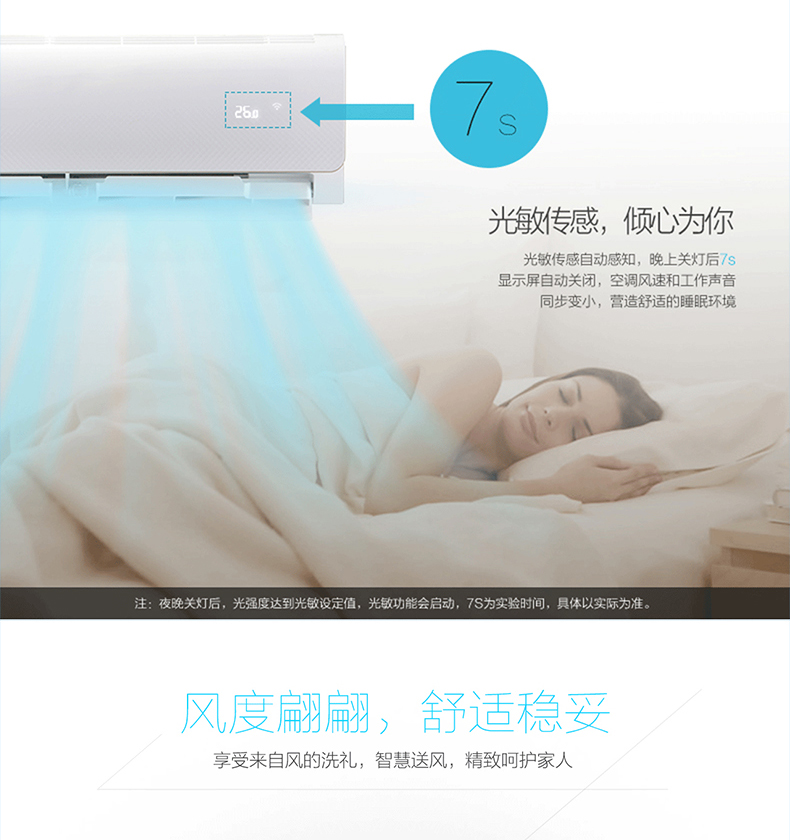 26.0
7s
光敏传感，倾心为你
光敏传感自动感知，晚上关灯后7s
显示屏自动关闭，空调风速和工作声音
同步变小，营造舒适的睡眠环境
注：夜晚关灯后，光强度达到光敏设定值，光敏功能会启动，7S为实验时间，具体以实际为准。
风度翩翩，舒适稳妥
享受来自风的洗礼，智慧送风，精致呵护家人